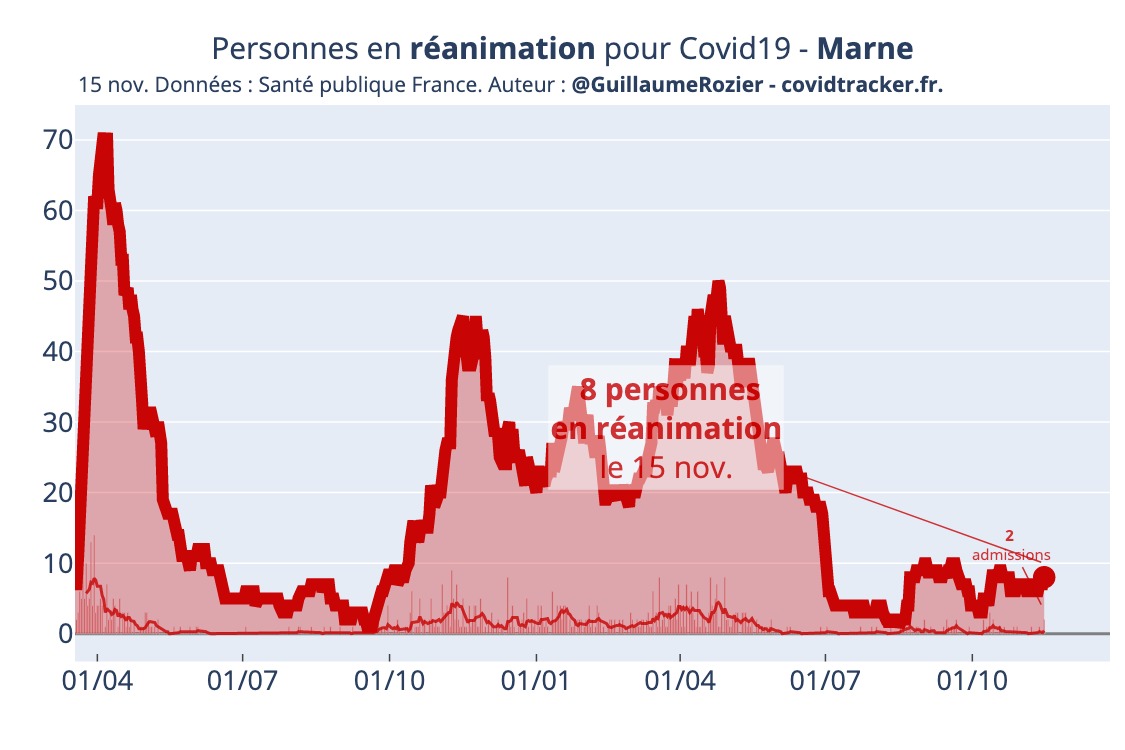 Personnes en réanimation pour Covid19 - Marne
15 nov. Données : Santé publique France. Auteur : @GuillaumeRozier - covidtracker.fr.
70
60
50
40
30
20
10
0
8 personnes
en réanimation
le 15 nov.
2
admissions
01/04
01/07
01/10
01/01
01/04
01/07
01/10